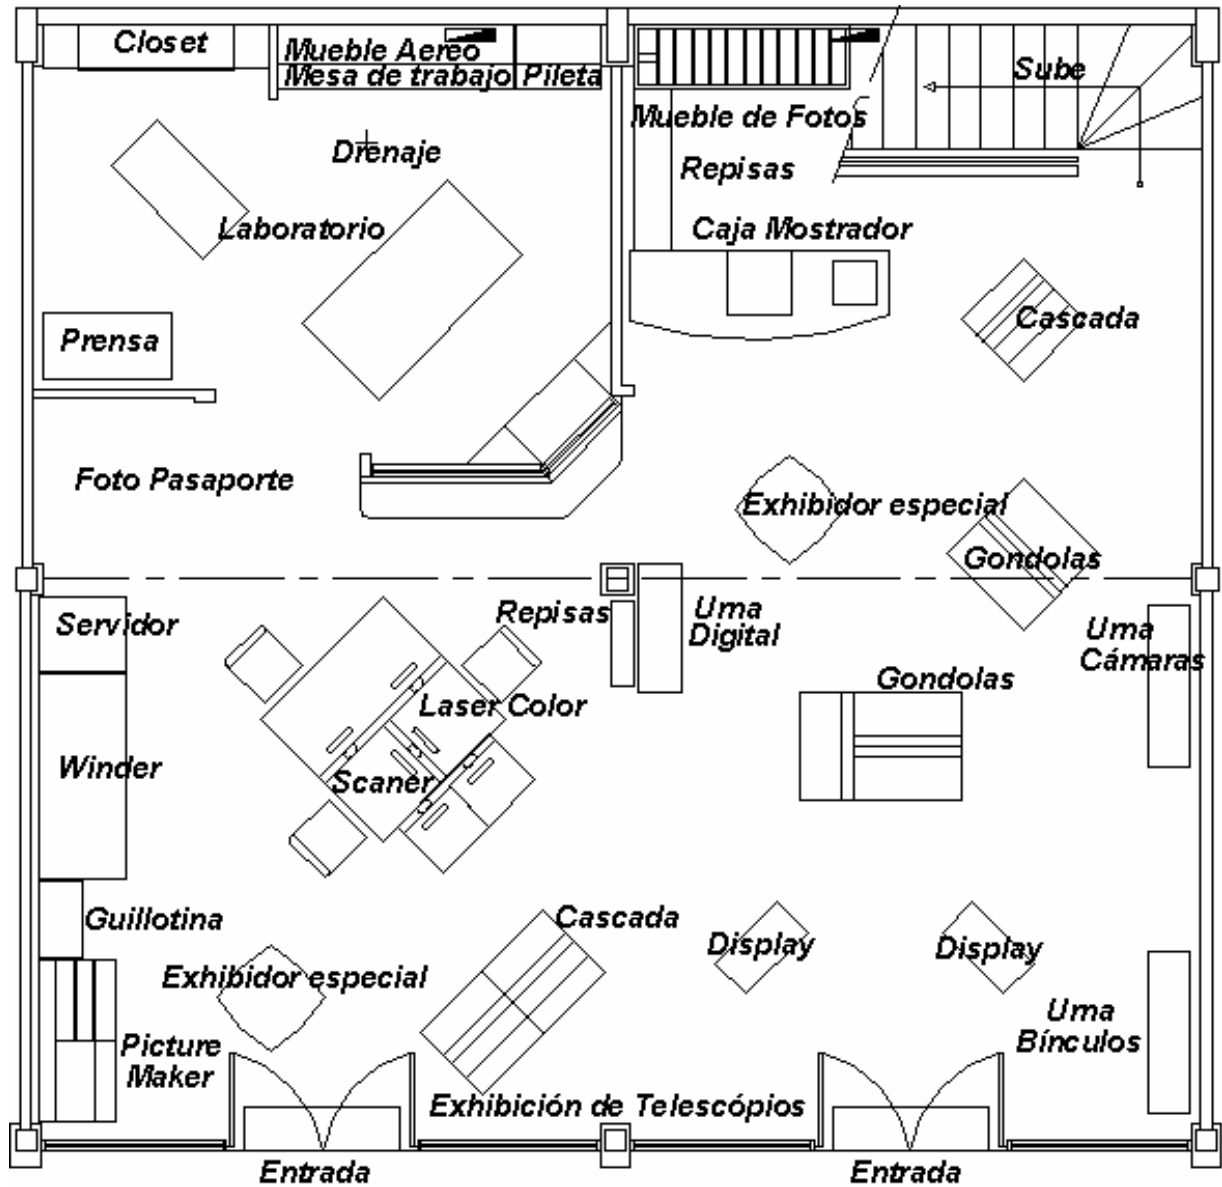 Closet
Mueble Aereo
Mesa de trabajo
Pileta
Sube
Mueble de Fotos
Drenaje
Repisas
Laboratorio
Caja Mostrador
Cascada
Prensa
Foto Pasaporte
Exhibidor especial
Gondolas
Servidor
Repisas
Urna
Digital
Urna
Cámaras
Gondolas
Laser Color
Winder
Scaner
Guillotina
Cascada
Display
Display
Exhibidor especial
Urna
Bínculos
Picture
Maker
Exhibición de Telescópios
Entrada
Entrada